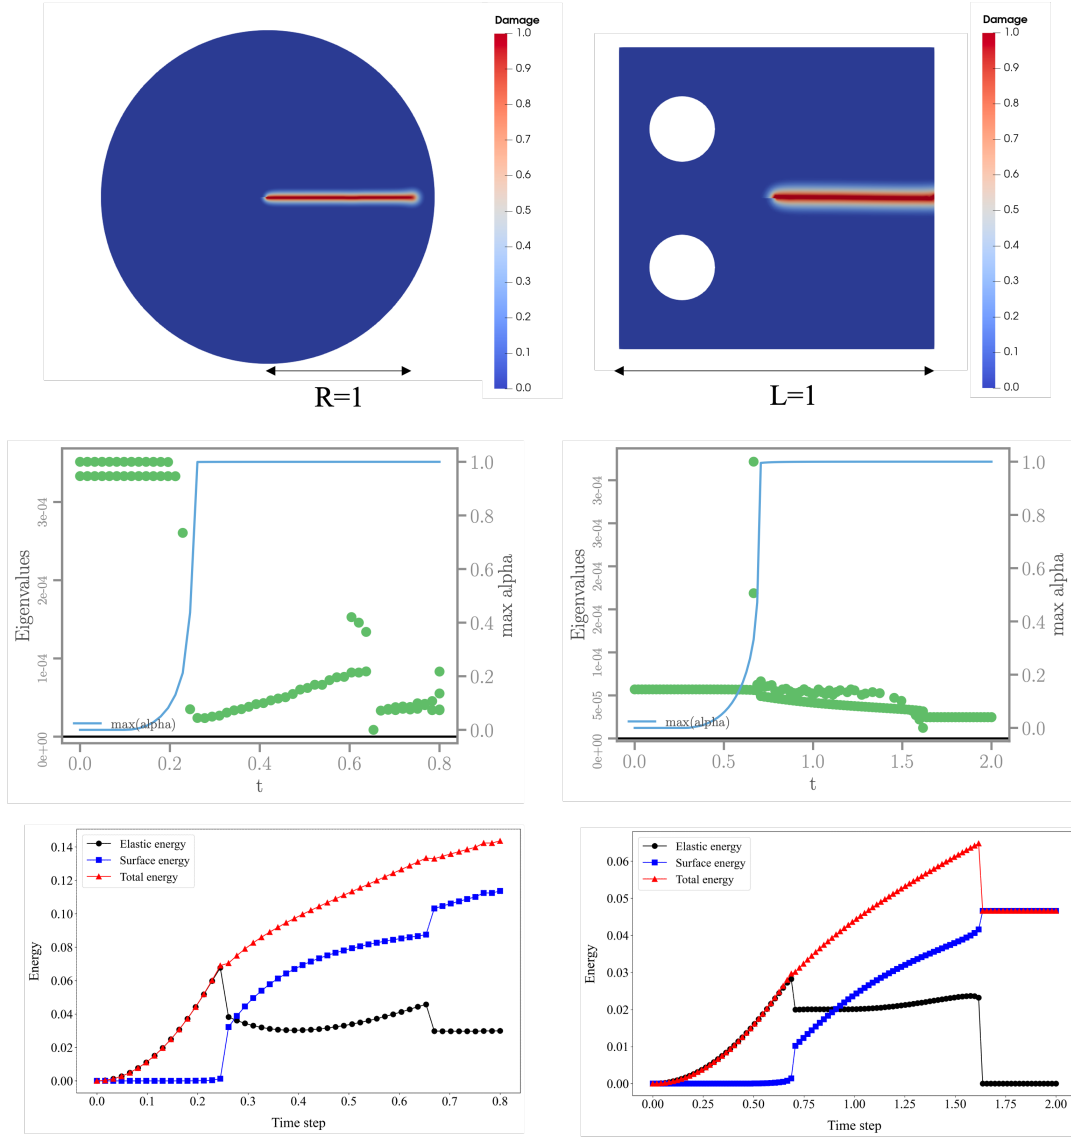 Damage
1.0
0.9
0.8
0.7
0.6
0.5
0.4
0.3
0.2
0.1
0.0
R=1
Damage
1.0
0.9
0.8
0.7
0.6
0.5
0.4
0.3
0.2
0.1
0.0
L=1
Eigenvalues
3e-04
2e-04
1e-04
0e+00
max(alpha)
1.0
0.8
0.6
0.4
0.2
0.0
max alpha
0.0 0.2 0.4 0.6 0.8
t
Eigenvalues
3e-04
3e-04
2e-04
2e-04
1e-04
5e-05
0e+00
max(alpha)
1.0
0.8
0.6
0.4
0.2
0.0
max alpha
0.0 0.5 1.0 1.5 2.0
t
Elastic energy
Surface energy
Total energy
Energy
0.14
0.12
0.10
0.08
0.06
0.04
0.02
0.00
0.0 0.1 0.2 0.3 0.4 0.5 0.6 0.7 0.8
Time step
Elastic energy
Surface energy
Total energy
Energy
0.06
0.05
0.04
0.03
0.02
0.01
0.00
0.00 0.25 0.50 0.75 1.00 1.25 1.50 1.75 2.00
Time step